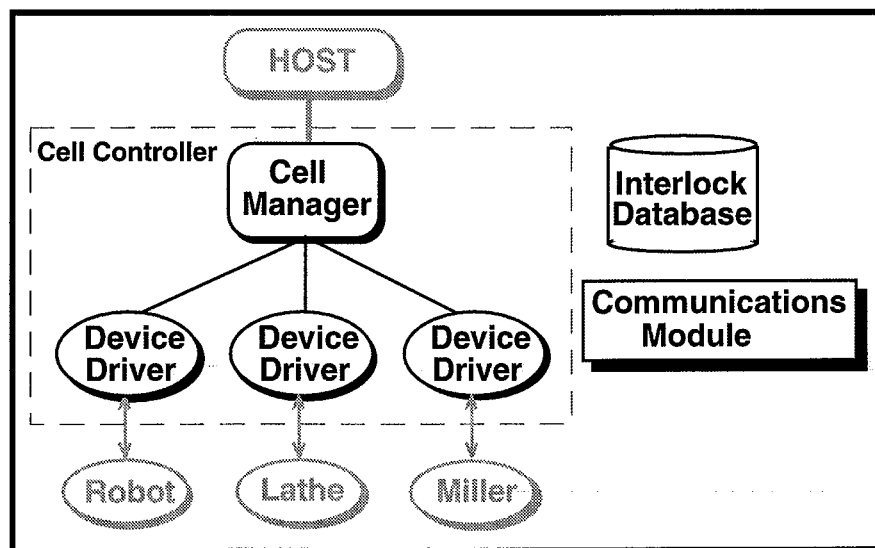 HOST
Cell Controller
Cell
Manager
Interlock
Database
Communications
Module
Device
Driver
Device
Driver
Device
Driver
Robot
Lathe
Miller